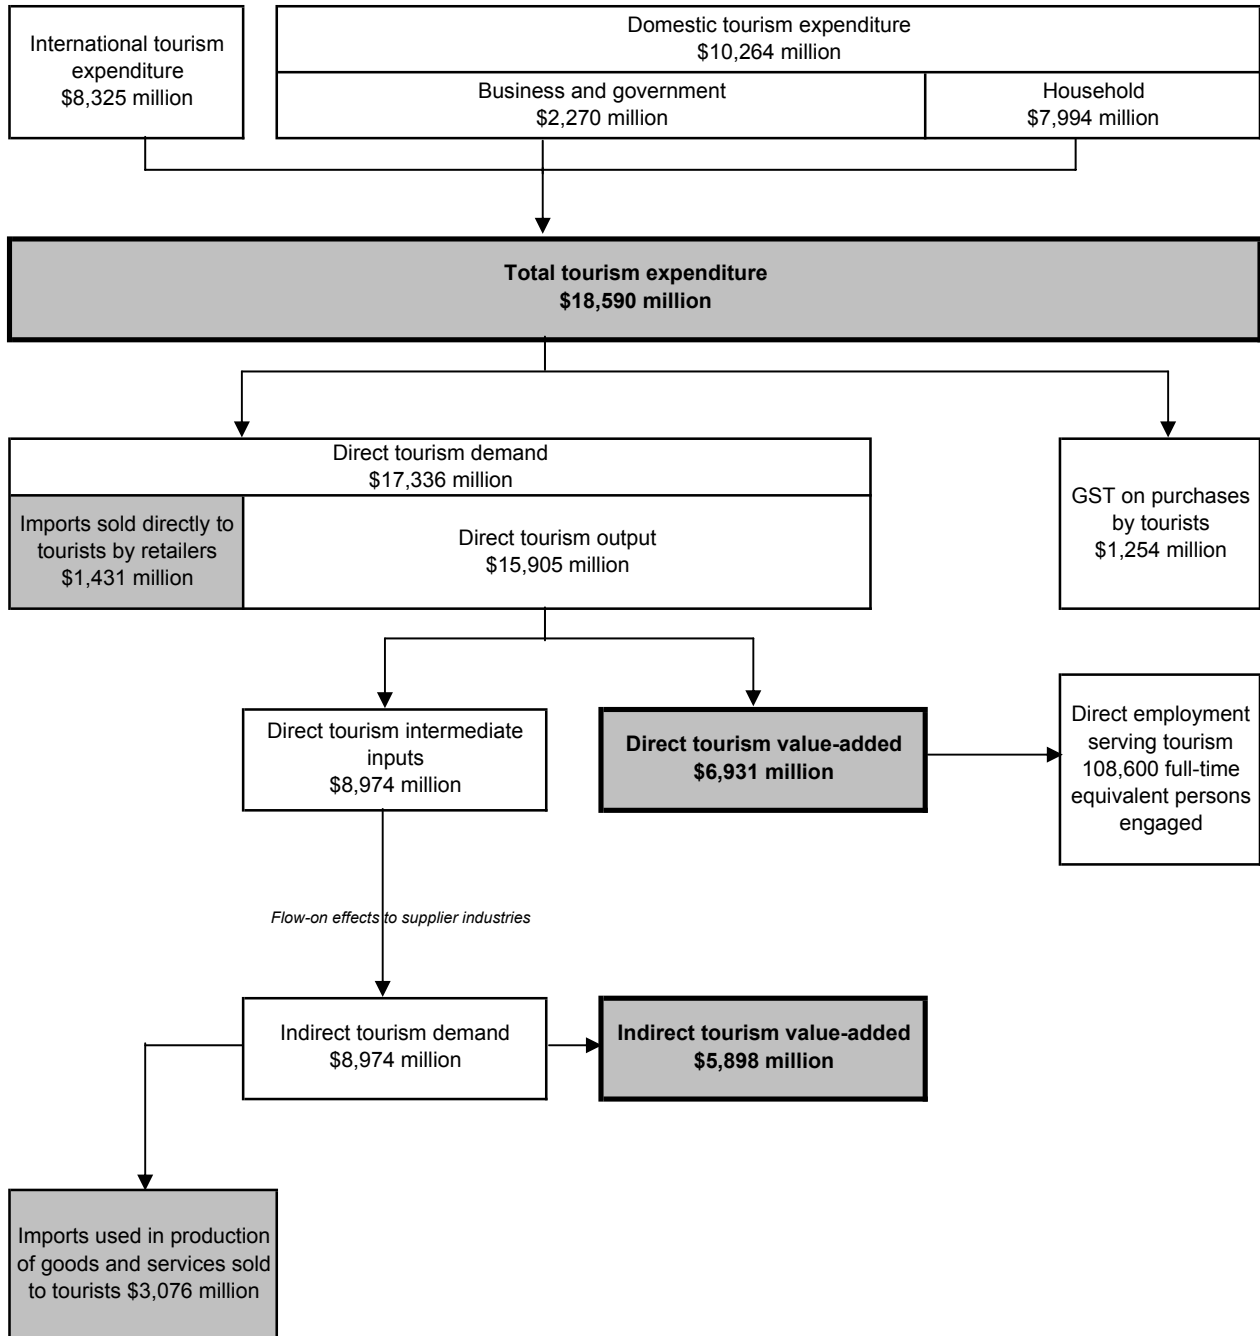 International tourism
expenditure
$8,325 million
Domestic tourism expenditure
$10,264 million
Business and government
$2,270 million
Household
$7,994 million
Total tourism expenditure
$18,590 million
Direct tourism demand
$17,336 million
Imports sold directly to
tourists by retailers
$1,431 million
Direct tourism output
$15,905 million
GST on purchases
by tourists
$1,254 million
Direct tourism intermediate
inputs
$8,974 million
Direct tourism value-added
$6,931 million
Direct employment
serving tourism
108,600 full-time
equivalent persons
engaged
Flow-on effects to supplier industries
Indirect tourism demand
$8,974 million
Indirect tourism value-added
$5,898 million
Imports used in production
of goods and services sold
to tourists $3,076 million